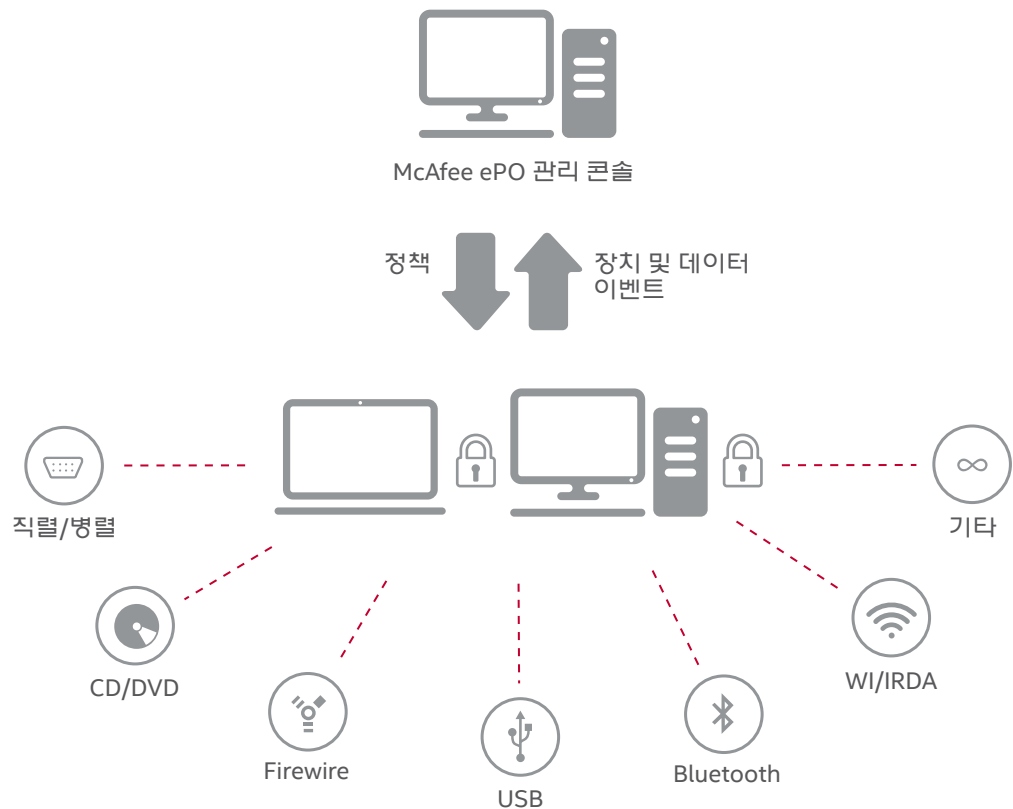 McAfee ePO 관리 콘솔
정책
장치 및 데이터
이벤트
직렬/병렬
기타
CD/DVD
WI/IRDA
Firewire
Bluetooth
USB